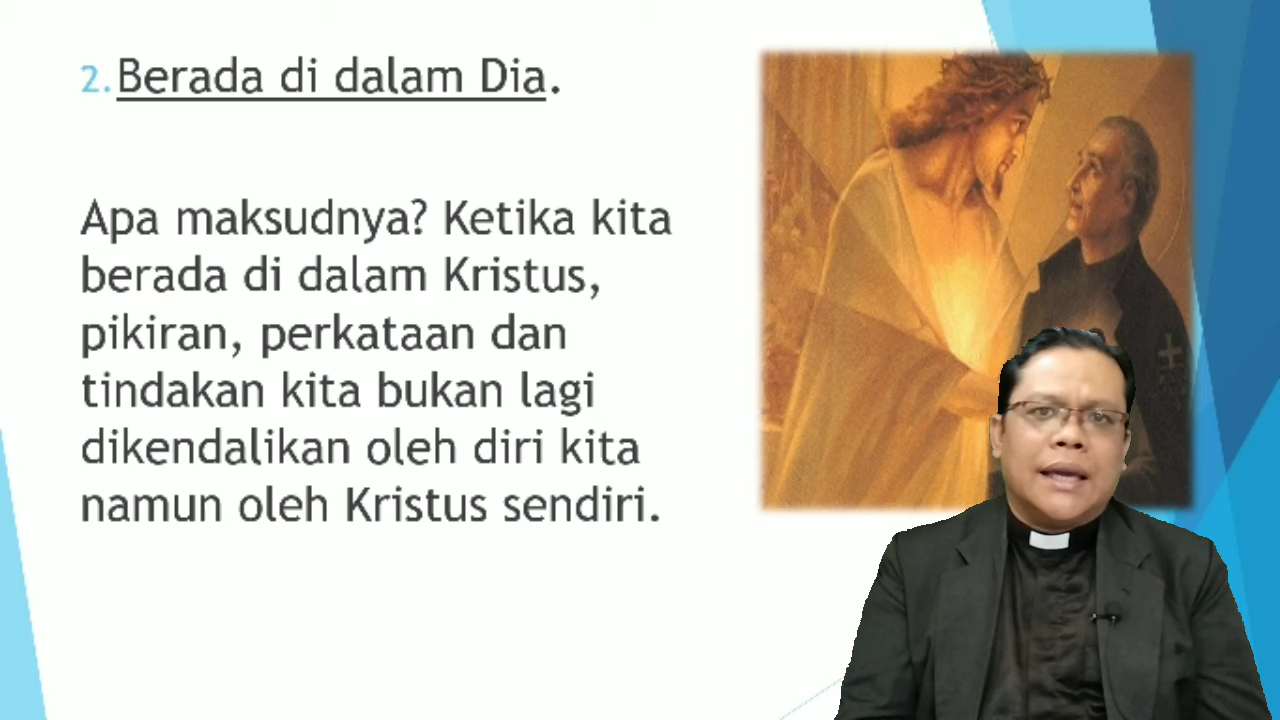 2. Berada di dalam Dia.
Apa maksudnya? Ketika kita
berada di dalam Kristus,
pikiran, perkataan dan
tindakan kita bukan lagi
dikendalikan oleh diri kita
namun oleh Kristus sendiri.